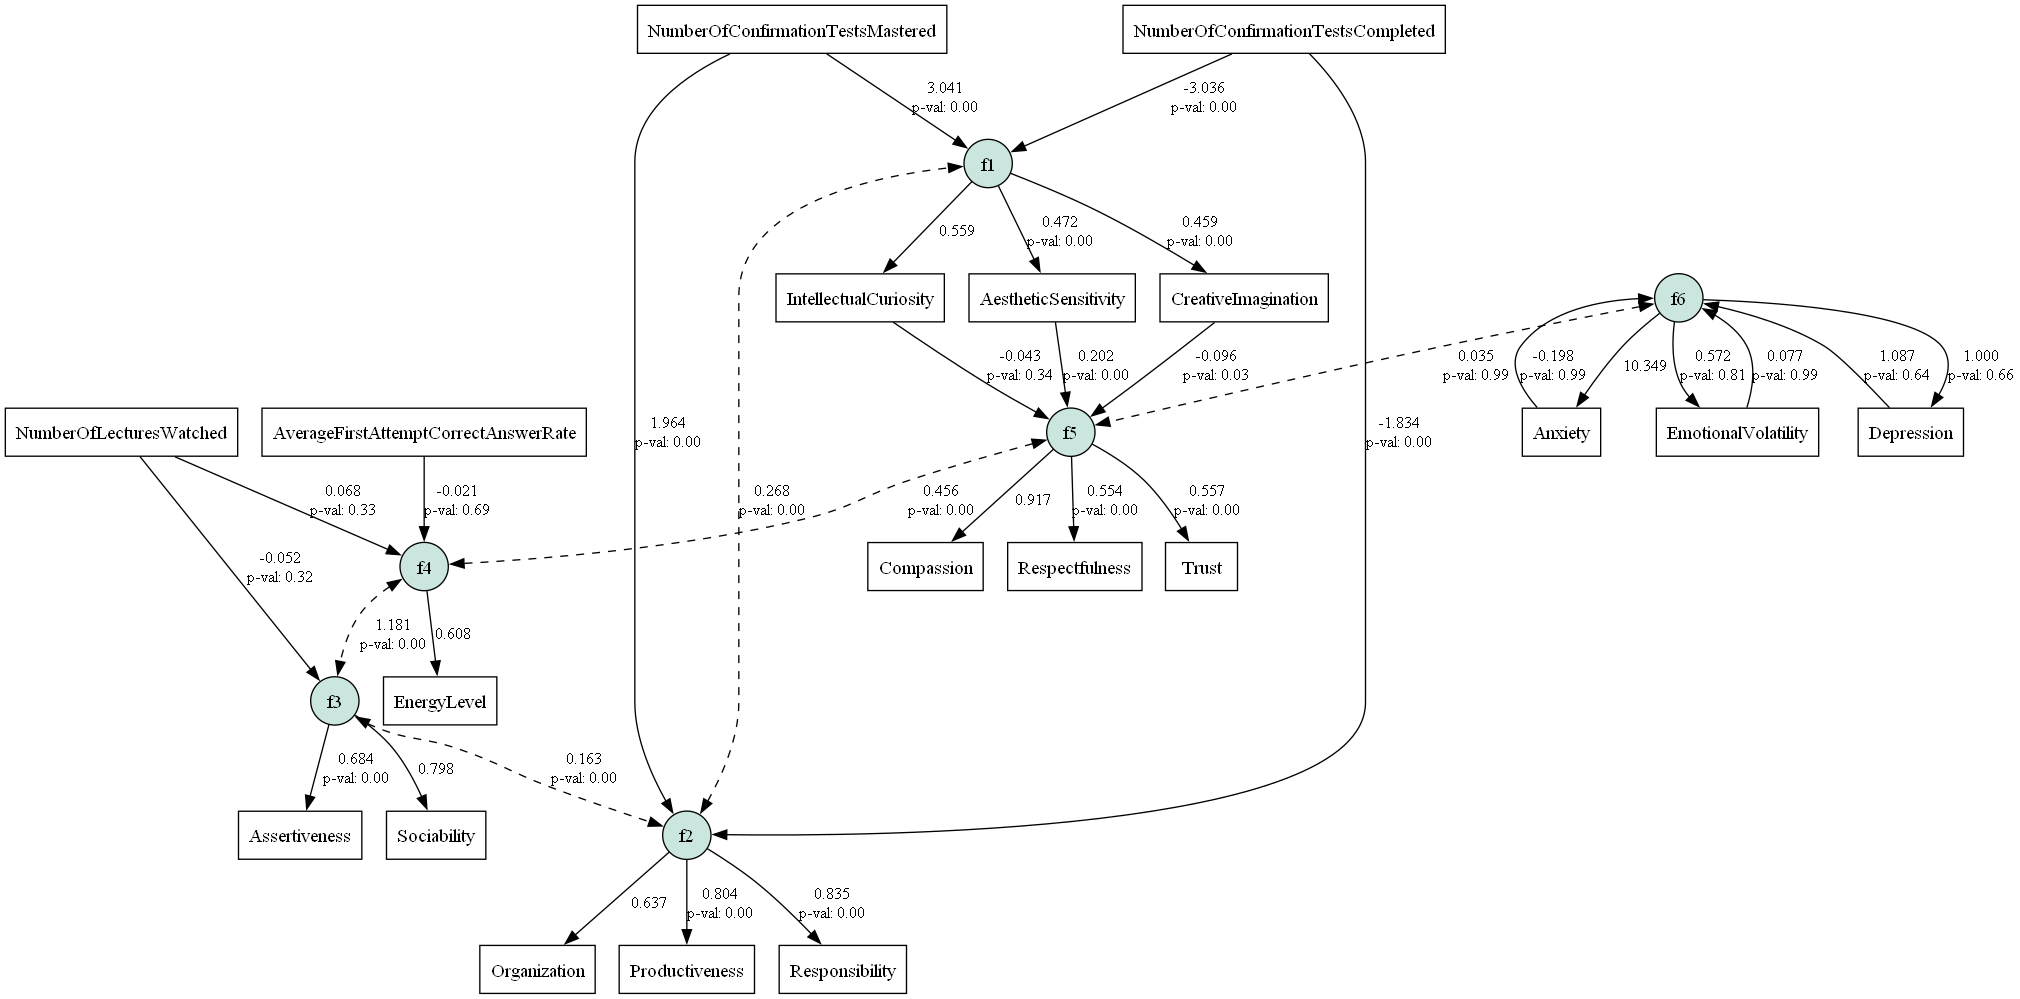 NumberOfConfirmationTestsMastered
NumberOfConfirmationTestsCompleted
3.041
p-val: 0.00
-3.036
p-val: 0.00
f1
0.559
0.472
p-val: 0.00
0.459
p-val: 0.00
IntellectualCuriosity
AestheticSensitivity
CreativeImagination
f6
-0.043
p-val: 0.34
0.202
p-val: 0.00
-0.096
p-val: 0.03
0.035
p-val: 0.99
-0.198
p-val: 0.99
10.349
0.572
p-val: 0.81
0.077
p-val: 0.99
1.087
p-val: 0.64
1.000
p-val: 0.66
NumberOfLecturesWatched
AverageFirstAttemptCorrectAnswerRate
1.964
p-val: 0.00
f5
-1.834
p-val: 0.00
Anxiety
EmotionalVolatility
Depression
0.068
p-val: 0.33
-0.021
p-val: 0.69
0.268
p-val: 0.00
0.456
p-val: 0.00
0.917
0.554
p-val: 0.00
0.557
p-val: 0.00
-0.052
p-val: 0.32
f4
Compassion
Respectfulness
Trust
1.181
p-val: 0.00
0.608
f3
EnergyLevel
0.684
p-val: 0.00
0.798
0.163
p-val: 0.00
Assertiveness
Sociability
f2
0.637
0.804
p-val: 0.00
0.835
p-val: 0.00
Organization
Productiveness
Responsibility